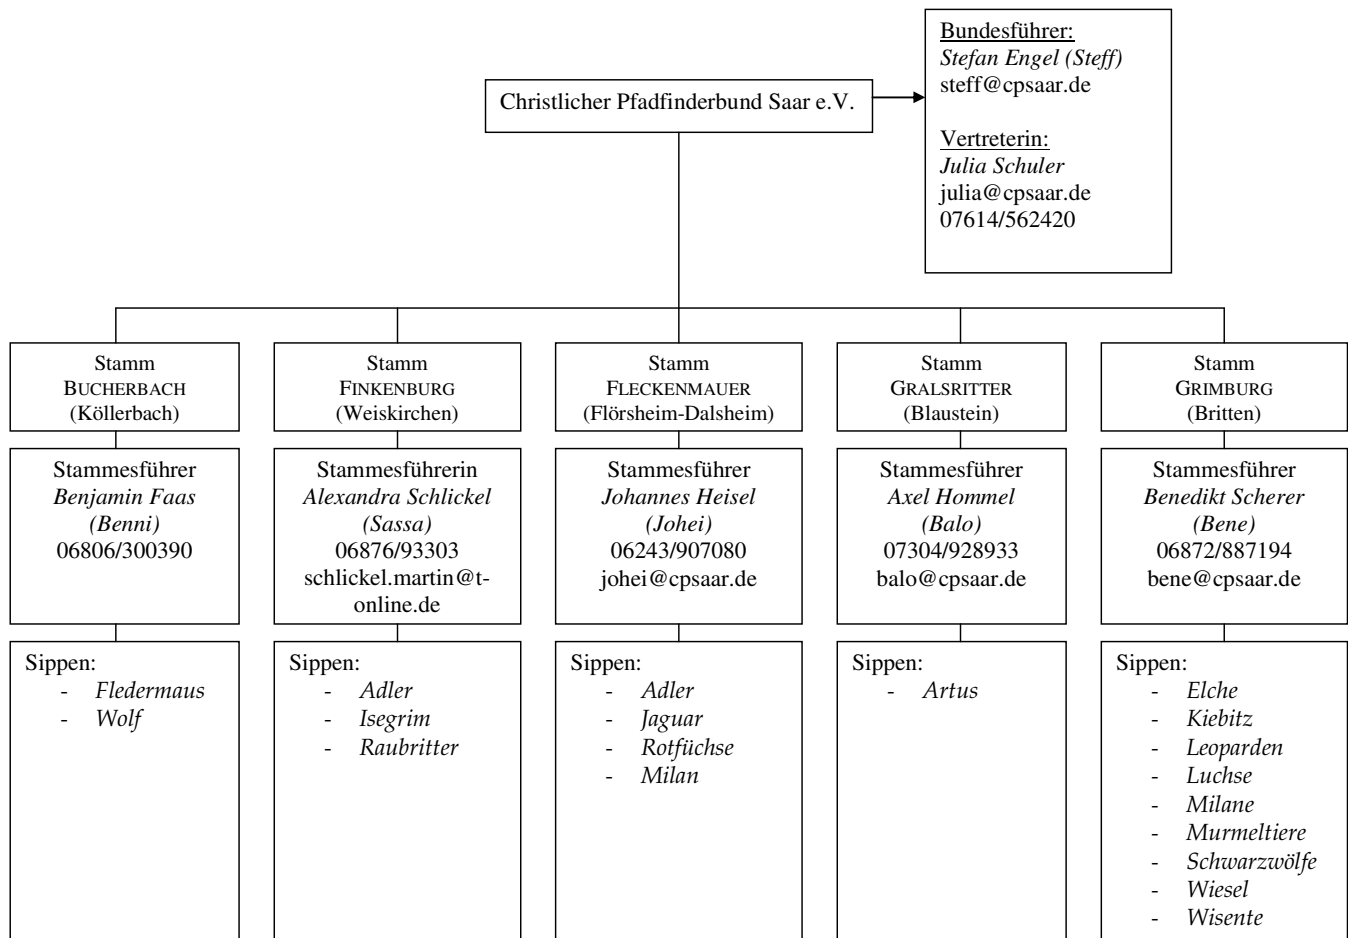 Bundesführer:
Stefan Engel (Steff)
steff@cpsaar.de
Vertreterin:
Julia Schuler
julia@cpsaar.de
07614/562420
Christlicher Pfadfinderbund Saar e.V.
Stamm
BUCHERBACH
(Köllerbach)
Stammesführer
Benjamin Faas
(Benni)
06806/300390
Sippen:
- Fledermaus
- Wolf
Stamm
FINKENBURG
(Weiskirchen)
Stammesführerin
Alexandra Schlickel
(Sassa)
06876/93303
schlickel.martin@t-
online.de
Sippen:
- Adler
- Isegrim
- Raubritter
Stamm
FLECKENMAUER
(Flörsheim-Dalsheim)
Stammesführer
Johannes Heisel
(Johei)
06243/907080
johei@cpsaar.de
Sippen:
- Adler
- Jaguar
- Rotfüchse
- Milan
Stamm
GRALSRITTER
(Blaustein)
Stammesführer
Axel Hommel
(Balo)
07304/928933
balo@cpsaar.de
Sippen:
- Artus
Stamm
GRIMBURG
(Britten)
Stammesführer
Benedikt Scherer
(Bene)
06872/887194
bene@cpsaar.de
Sippen:
- Elche
- Kiebitz
- Leoparden
- Luchse
- Milane
- Murmeltiere
- Schwarzwölfe
- Wiesel
- Wisente